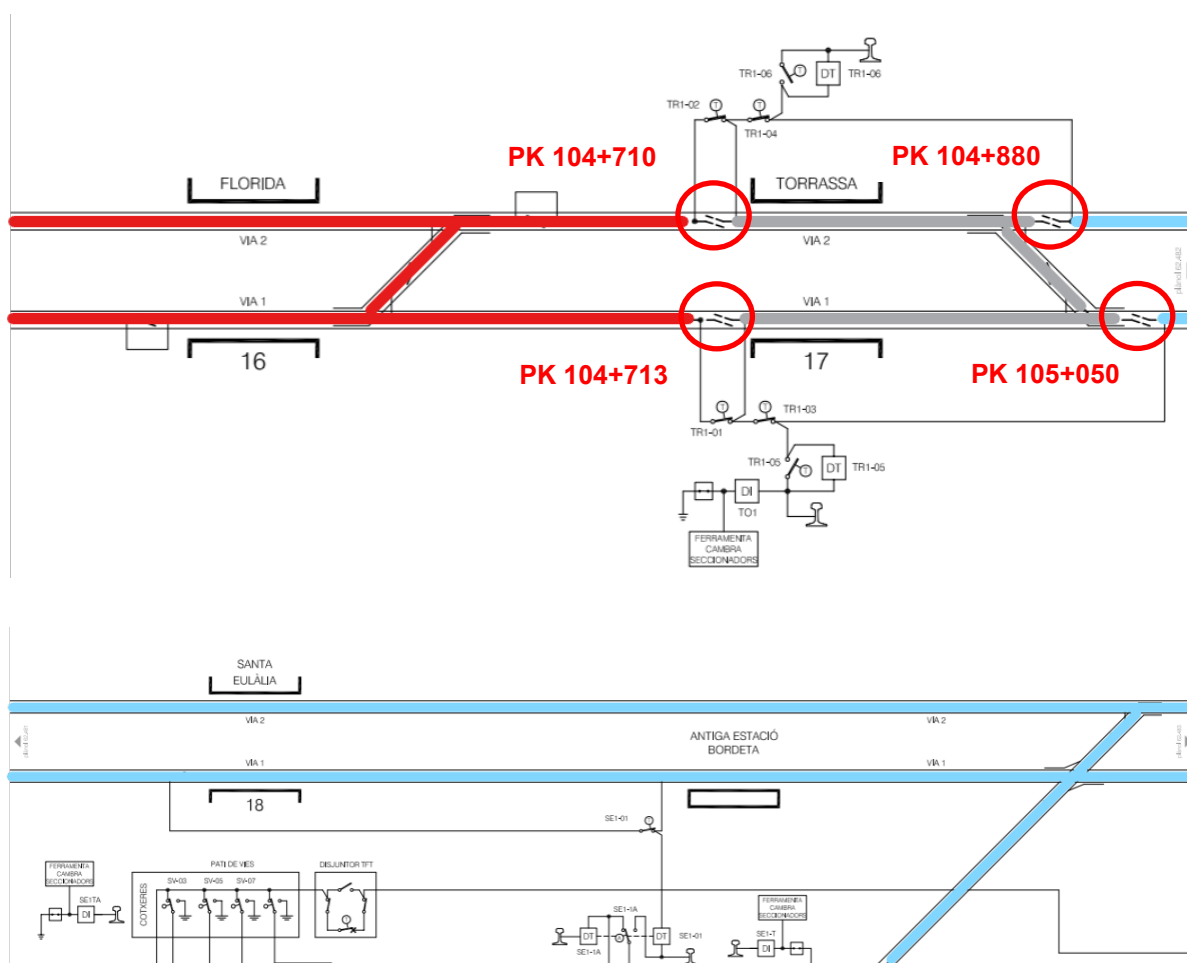 TR1-06
T
DT
TR1-06
TR1-02
T
T
TR1-04
PK 104+710
PK 104+880
FLORIDA
TORRASSA
VIA 2
VIA 2
VIA 1
VIA 1
16
17
PK 104+713
PK 105+050
T
T
TR1-03
TR1-01
TR1-05
T
DT
TR1-05
DI
TO1
FERRAMENTA
CAMBRA
SECCIONADORS
SANTA
EULÀLIA
VÍA 2
VÍA 2
ANTIGA ESTACIÓ
BORDETA
VÍA 1
VÍA 1
18
SE1-01
T
FERRAMENTA
CAMBRA
SECCIONADORS
PATI DE VIES
DISJUNTOR TFT
COTXERES
SV-03
SV-05
SV-07
SE1TA
DI
T
SE1-1A
DT
DT
SE1-01
SE1-1A
FERRAMENTA
CAMBRA
SECCIONADORS
SE1-T
DI